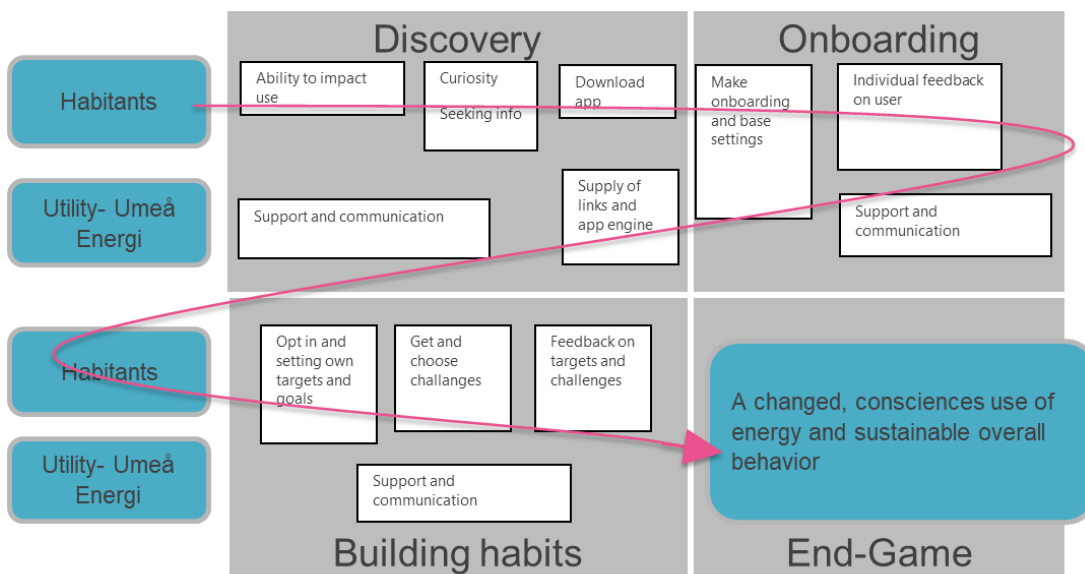 Discovery
Onboarding
Habitants
Ability to impact
use
Curiosity
Seeking info
Download
app
Make
onboarding
and base
settings
Individual feedback
on user
Utility- Umeå
Energi
Support and communication
Supply of
links and
app engine
Support and
communication
Habitants
Opt in and
setting own
targets and
goals
Get and
choose
challanges
Feedback on
targets and
challenges
A changed, consciences use of
energy and sustainable overall
behavior
Utility- Umeå
Energi
Support and
communication
Building habits
End-Game